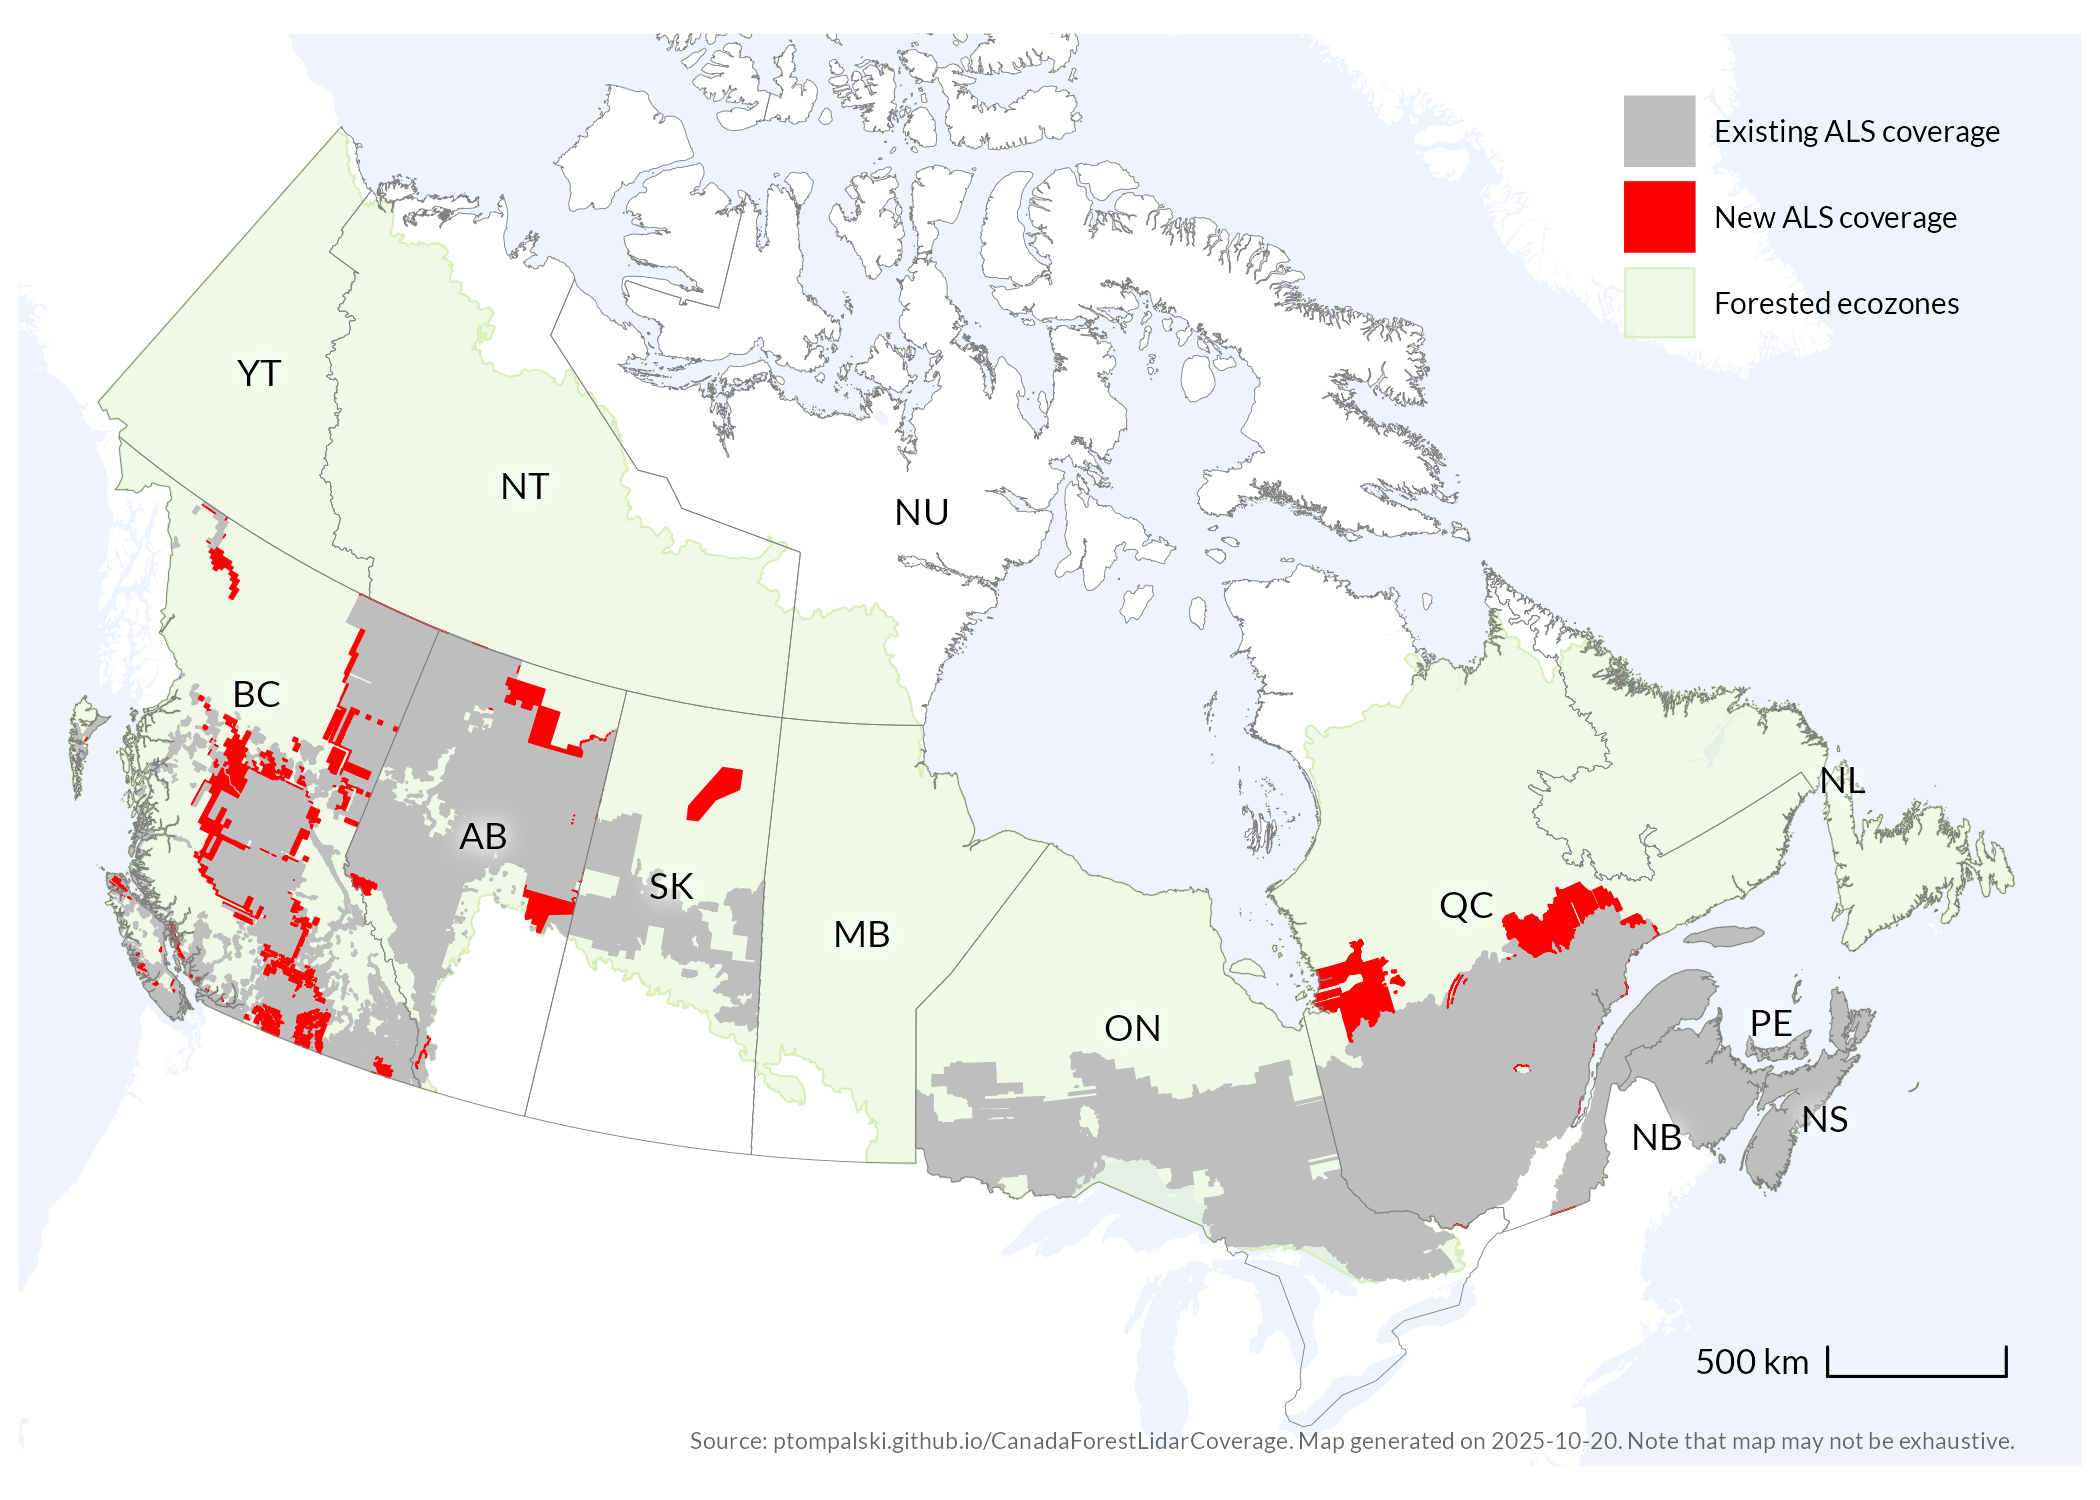 Existing ALS coverage
New ALS coverage
Forested ecozones
YT
NT
NU
BC
NL
AB
SK
QC
MB
PE
ON
NS
NB
500 km
Source: ptompalski.github.io/CanadaForestLidarCoverage. Map generated on 2025-10-20. Note that map may not be exhaustive.